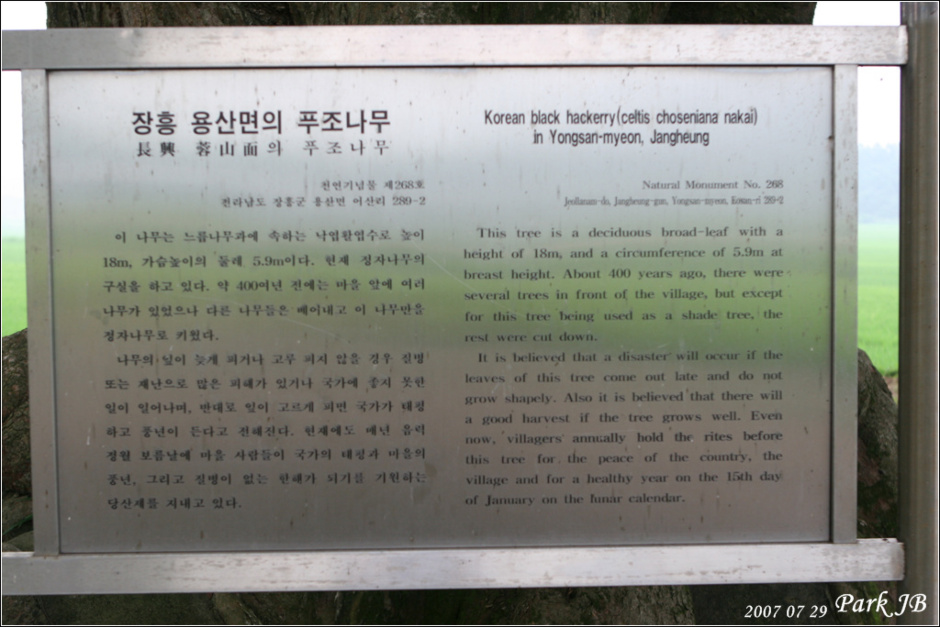 장흥 용산면의 푸조나무
長興 蓉山面의 푸조나무
천연기념물 제268호
전라남도 장흥군 용산면 어산리 289-2
이 나무는 느릅나무과에 속하는 낙엽활엽수로 높이
18m, 가슴높이의 둘레 5.9m이다. 현재 정자나무의
구실을 하고 있다. 약 400여년 전에는 마을 앞에 여러
나무가 있었으나 다른 나무들은 베어내고 이 나무만을
정자나무로 키웠다.
나무의 잎이 늦게 피거나 고루 피지 않을 경우 질병
또는 재난으로 많은 피해가 있거나 국가에 좋지 못한
일이 일어나며, 반대로 잎이 고르게 피면 국가가 태평
하고 풍년이 든다고 전해진다. 현재에도 매년 음력
정월 보름날에 마을 사람들이 국가의 태평과 마을의
풍년, 그리고 질병이 없는 한해가 되기를 기원하는
당산제를 지내고 있다.
Korean black hackerry(celtis choseniana nakai)
in Yongsan-myeon, Jangheung
Natural Monument No. 268
Jeollanam-do, Jangheung-gun, Yongsan-myeon, 289-2
This tree is a deciduous broad-leaf with a
height of 18m, and a circumference of 5.9m at
breast height. About 400 years ago, there were
several trees in front of the village, but except
for this tree being used as a shade tree, the
rest were cut down.
It is believed that a disaster will occur if the
leaves of this tree come out late and do not
grow shapely. Also it is believed that there will
a good harvest if the tree grows well. Even
now, villagers annually hold the rites before
this tree for the peace of the country, the
village and for a healthy year on the 15th day
of January on the lunar calendar.
2007 07 29 Park JB